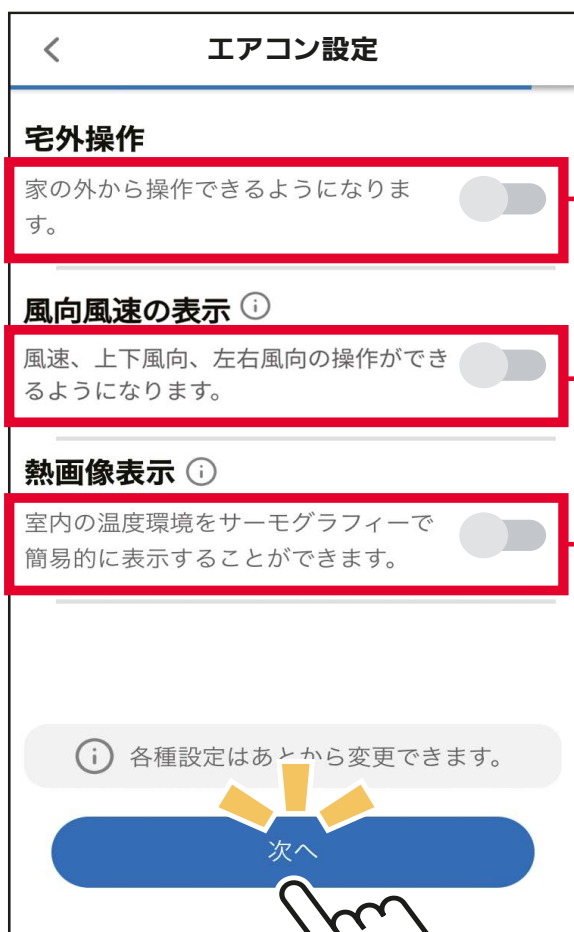 エアコン設定
宅外操作
家の外から操作できるようになりま
す。
風向風速の表示
風速、上下風向、左右風向の操作ができ
るようになります。
熱画像表示
室内の温度環境をサーモグラフィーで
簡易的に表示することができます。
各種設定はあとから変更できます。
次へ